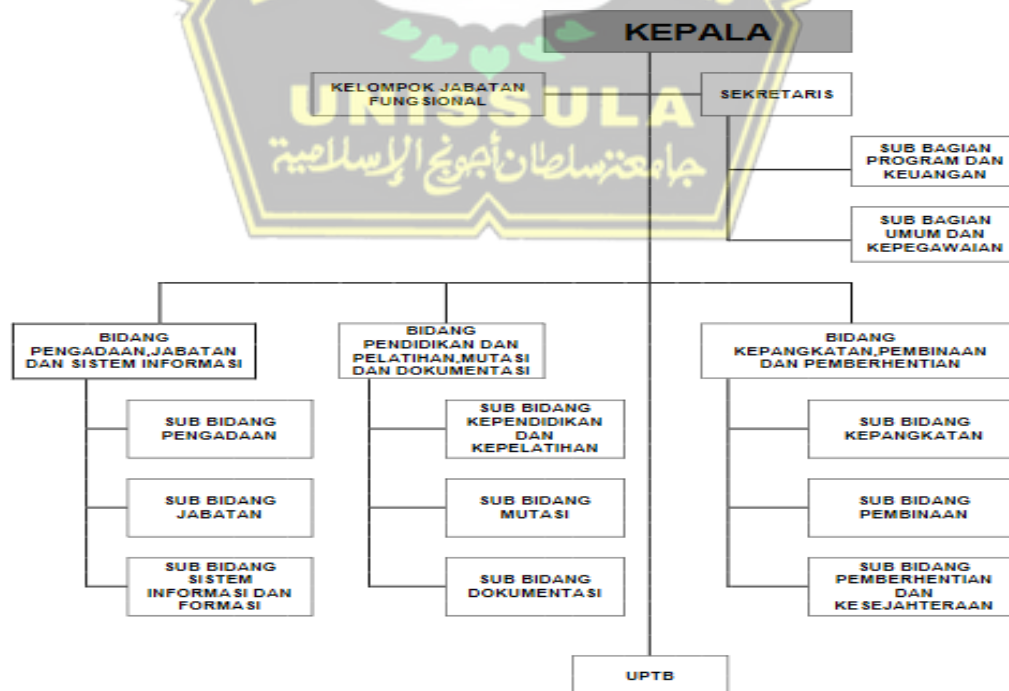 KEPALA
KELOMPOK JABATAN
FUNGSIONAL
SEKRETARIS
UNISSULA
جامعة سلطان أجونج الإسلامية
SUB BAGIAN
PROGRAM DAN
KEUANGAN
SUB BAGIAN
UMUM DAN
KEPEGAWAIAN
BIDANG
PENGADAAN,JABATAN
DAN SISTEM INFORMASI
BIDANG
PENDIDIKAN DAN
PELATIHAN,MUTASI
DAN DOKUMENTASI
BIDANG
KEPANGKATAN,PEMBINAAN
DAN PEMBERHENTIAN
SUB BIDANG
PENGADAAN
SUB BIDANG
KEPENDIDIKAN
DAN
KEPELATIHAN
SUB BIDANG
KEPANGKATAN
SUB BIDANG
JABATAN
SUB BIDANG
MUTASI
SUB BIDANG
PEMBINAAN
SUB BIDANG
SISTEM
INFORMASI DAN
FORMASI
SUB BIDANG
DOKUMENTASI
SUB BIDANG
PEMBERHENTIAN
DAN
KESEJAHTERAAN
UPTB